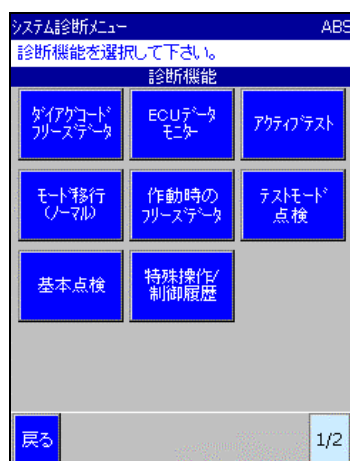 システム診断メニュー ABS
診断機能を選択して下さい。
診断機能
ダイアグコード
フリーズデータ
ECUデータ
モニター
アクティブテスト
モード移行
(ノーマル)
作動時の
フリーズデータ
テストモード
点検
基本点検
特殊操作/
制御履歴
戻る
1/2